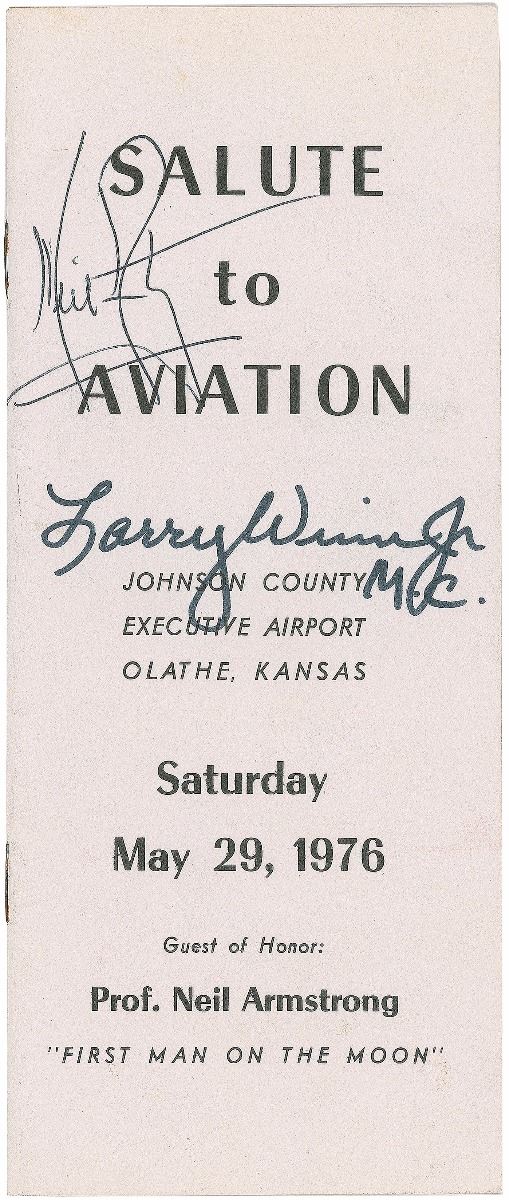 SALUTE
Neil
to
AVIATION
Larry Winn Jr
M.C.
JOHNSON COUNTY
EXECUTIVE AIRPORT
OLATHE, KANSAS
Saturday
May 29, 1976
Guest of Honor:
Prof. Neil Armstrong
"FIRST MAN ON THE MOON"